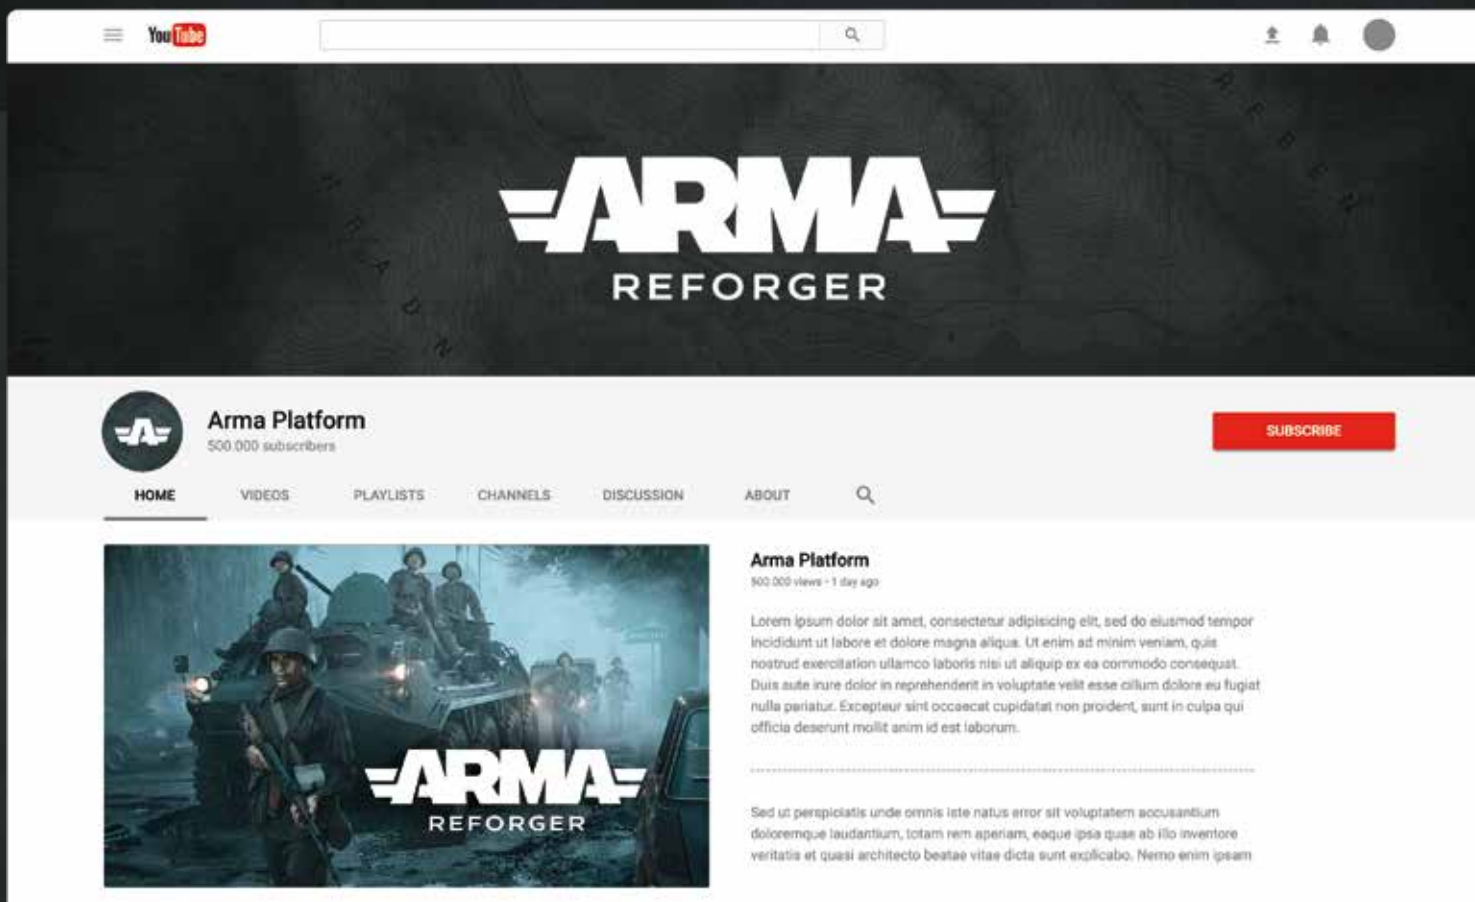 YouTube
HRADN
REBEN
ARMA
REFORGER
Arma Platform
500.000 subscribers
SUBSCRIBE
HOME VIDEOS PLAYLISTS CHANNELS DISCUSSION ABOUT
ARMA
REFORGER
Arma Platform
500.000 views - 1 day ago
Lorem ipsum dolor sit amet, consectetur adipisicing elit, sed do eiusmod tempor
incididunt ut labore et dolore magna aliqua. Ut enim ad minim veniam, quis
nostrud exercitation ullamco laboris nisi ut aliquip ex ea commodo consequat.
Duis aute irure dolor in reprehenderit in voluptate velit esse cillum dolore eu fugiat
nulla pariatur. Excepteur sint occaecat cupidatat non proident, sunt in culpa qui
officia deserunt mollit anim id est laborum.
Sed ut perspiciatis unde omnis iste natus error sit voluptatem accusantium
doloremque laudantium, totam rem aperiam, eaque ipsa quae ab illo inventore
veritatis et quasi architecto beatae vitae dicta sunt explicabo. Nemo enim ipsam